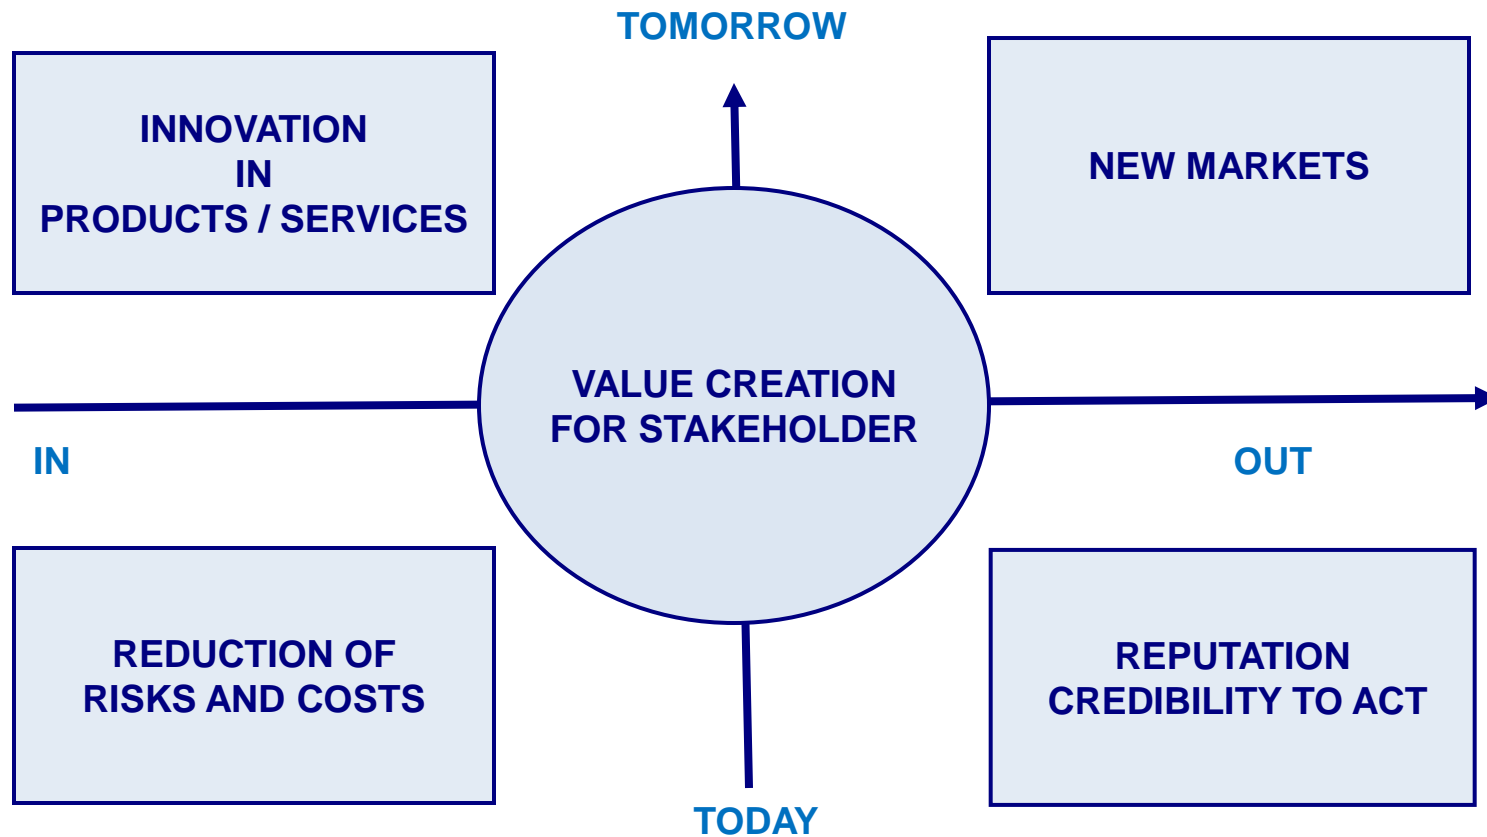 TOMORROW
INNOVATION
IN
PRODUCTS / SERVICES
NEW MARKETS
VALUE CREATION
FOR STAKEHOLDER
IN
OUT
REDUCTION OF
RISKS AND COSTS
REPUTATION
CREDIBILITY TO ACT
TODAY